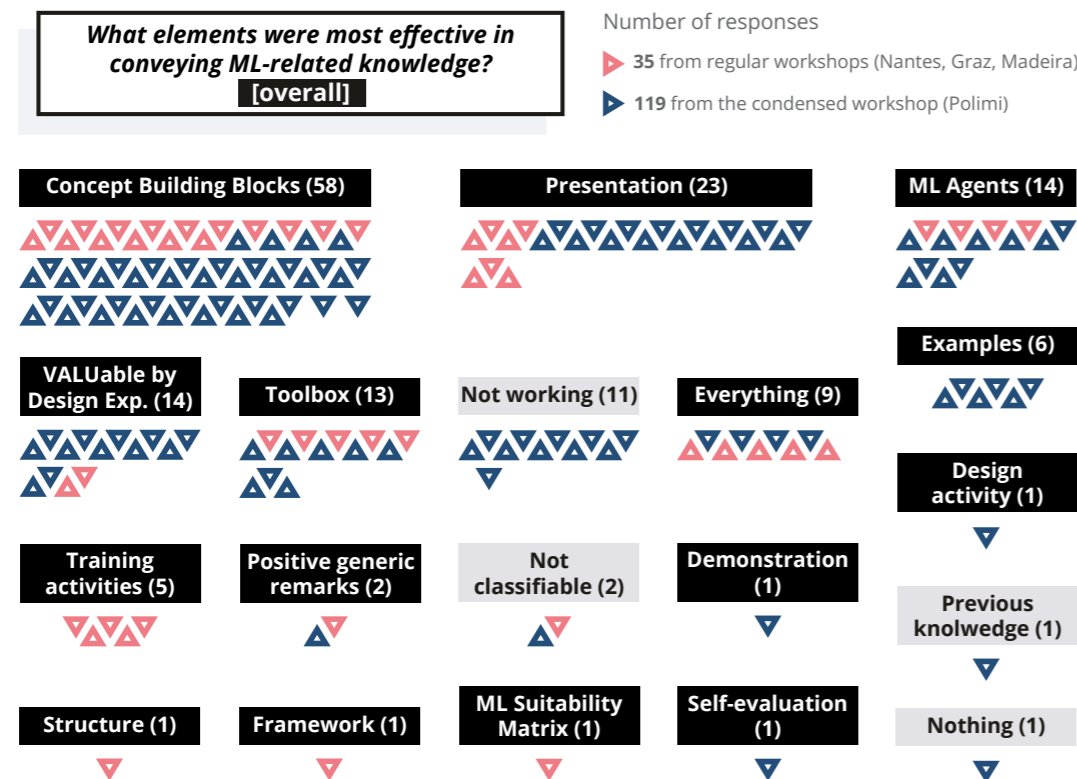 What elements were most effective in
conveying ML-related knowledge?
[overall]
Number of responses
35 from regular workshops (Nantes, Graz, Madeira)
119 from the condensed workshop (Polimi)
Concept Building Blocks (58)
Presentation (23)
ML Agents (14)
Examples (6)
VALUable by
Design Exp. (14)
Toolbox (13)
Not working (11)
Everything (9)
Design
activity (1)
Training
activities (5)
Positive generic
remarks (2)
Not
classifiable (2)
Demonstration
(1)
Previous
knolwedge (1)
Structure (1)
Framework (1)
ML Suitability
Matrix (1)
Self-evaluation
(1)
Nothing (1)